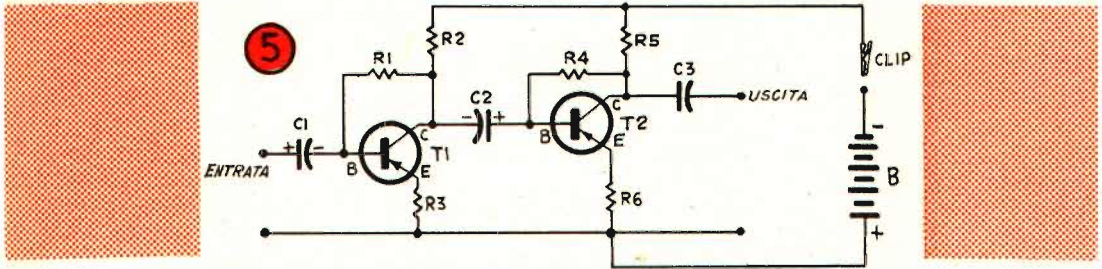 5
R1
R2
R4
R5
C1
C2
C3
CLIP
USCITA
ENTRATA
+ -
- +
B
C
E
T1
B
C
E
T2
R3
R6
-
B
+